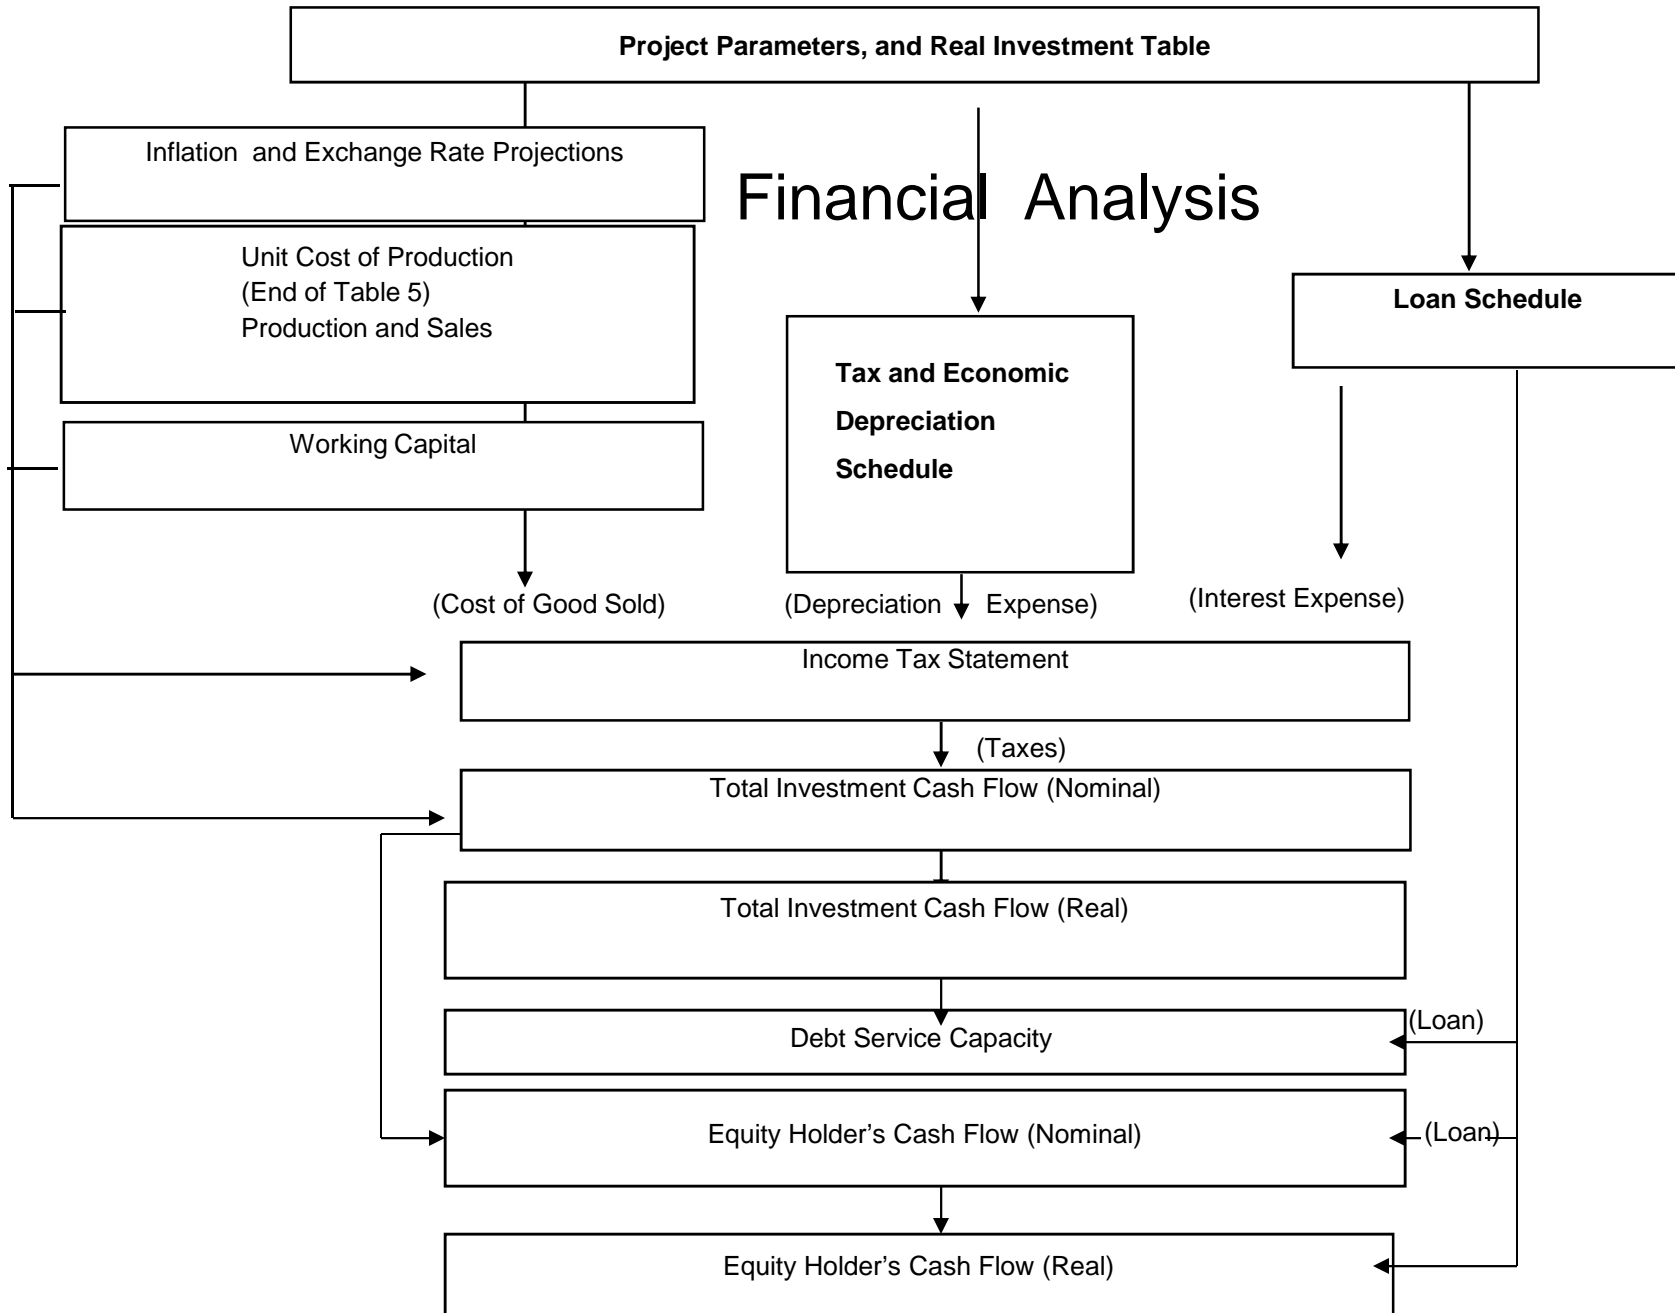 Project Parameters, and Real Investment Table
Inflation and Exchange Rate Projections
Financial Analysis
Unit Cost of Production
(End of Table 5)
Production and Sales
Loan Schedule
Tax and Economic
Depreciation
Schedule
Working Capital
(Cost of Good Sold)
(Depreciation Expense)
(Interest Expense)
Income Tax Statement
(Taxes)
Total Investment Cash Flow (Nominal)
Total Investment Cash Flow (Real)
Debt Service Capacity
(Loan)
Equity Holder's Cash Flow (Nominal)
(Loan)
Equity Holder's Cash Flow (Real)